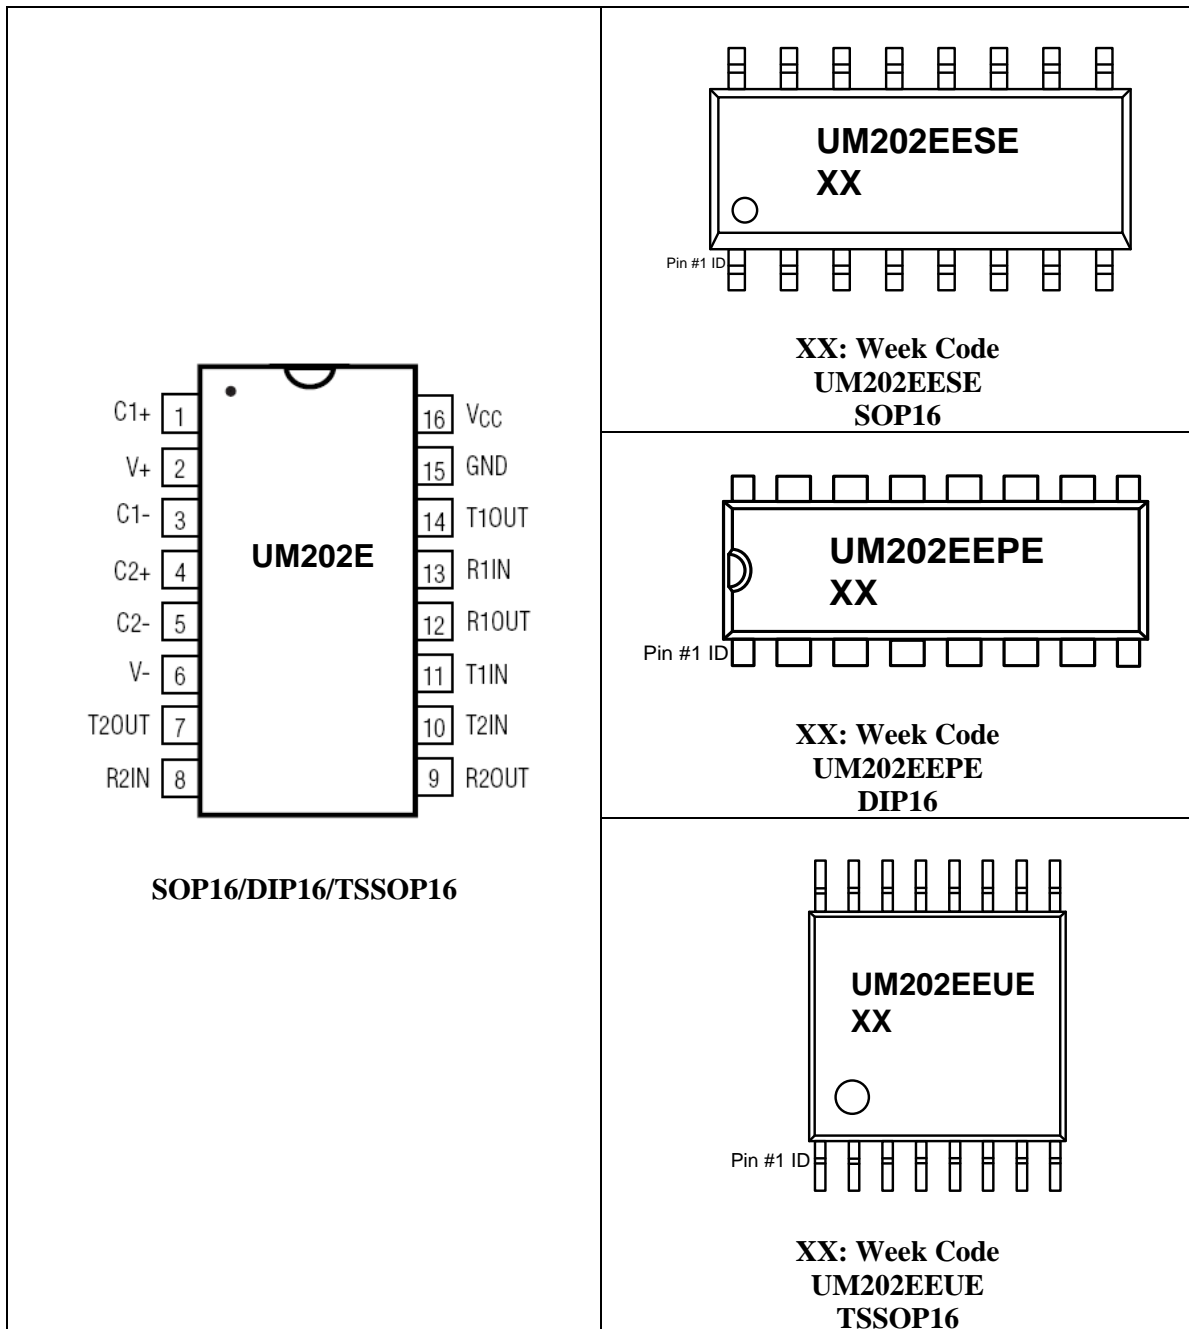 C1+ 1
V+ 2
C1- 3
C2+ 4
C2- 5
V- 6
T2OUT 7
R2IN 8
UM202E
16 VCC
15 GND
14 T1OUT
13 R1IN
12 R1OUT
11 T1IN
10 T2IN
9 R2OUT
SOP16/DIP16/TSSOP16
UM202EESE
XX
Pin #1 ID
XX: Week Code
UM202EESE
SOP16
UM202EEPE
XX
Pin #1 ID
XX: Week Code
UM202EEPE
DIP16
UM202EEUE
XX
Pin #1 ID
XX: Week Code
UM202EEUE
TSSOP16